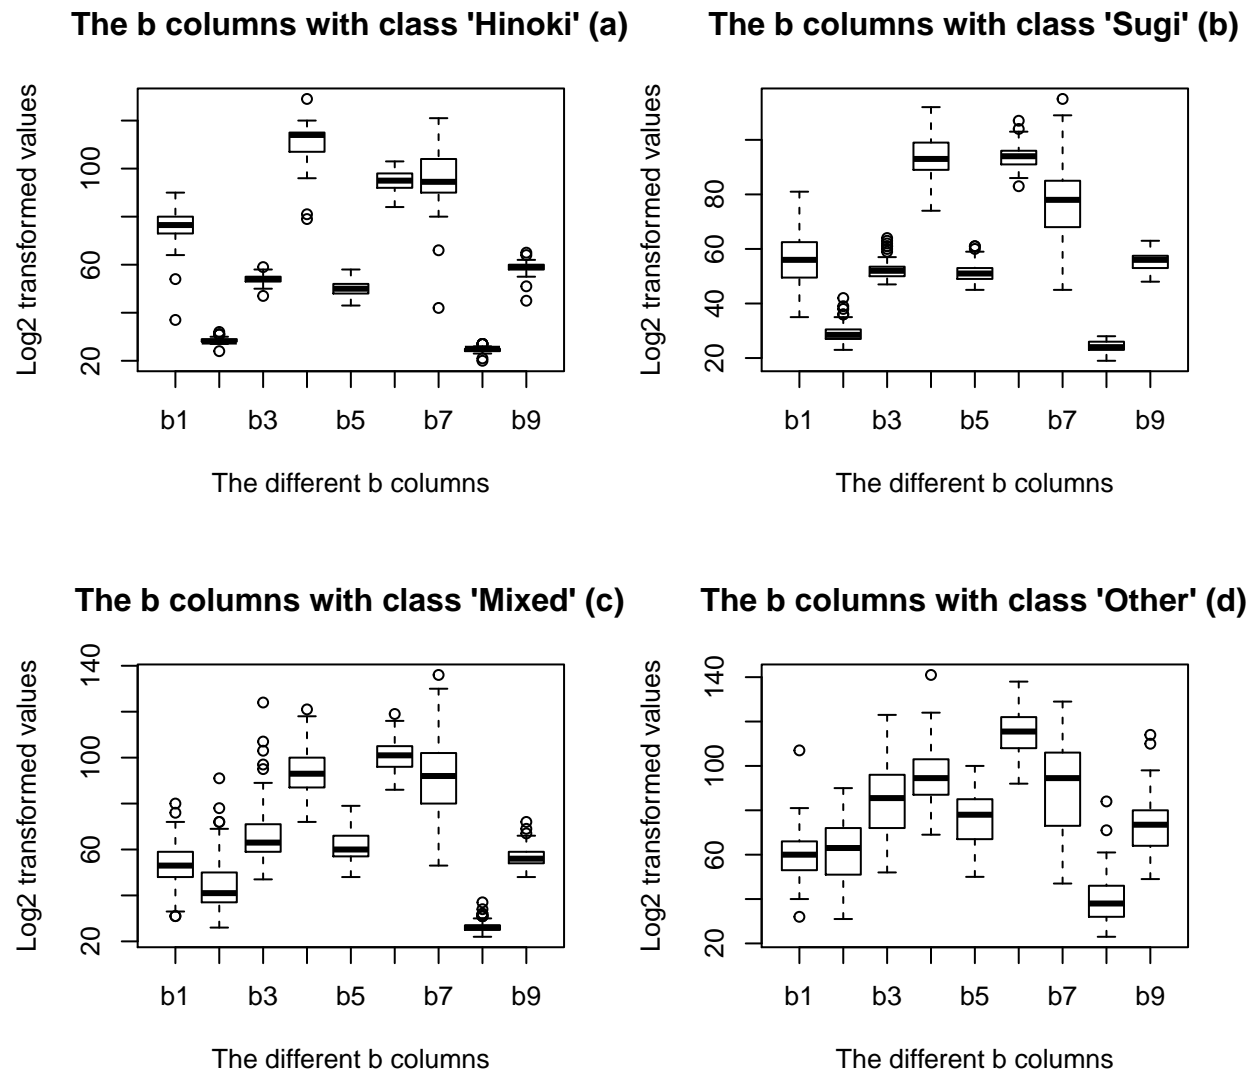 The b columns with class 'Hinoki' (a)
Log2 transformed values
100
60
20
b1 b3 b5 b7 b9
The different b columns
The b columns with class 'Sugi' (b)
Log2 transformed values
80
60
40
20
b1 b3 b5 b7 b9
The different b columns
The b columns with class 'Mixed' (c)
Log2 transformed values
140
100
60
20
b1 b3 b5 b7 b9
The different b columns
The b columns with class 'Other' (d)
Log2 transformed values
140
100
60
20
b1 b3 b5 b7 b9
The different b columns